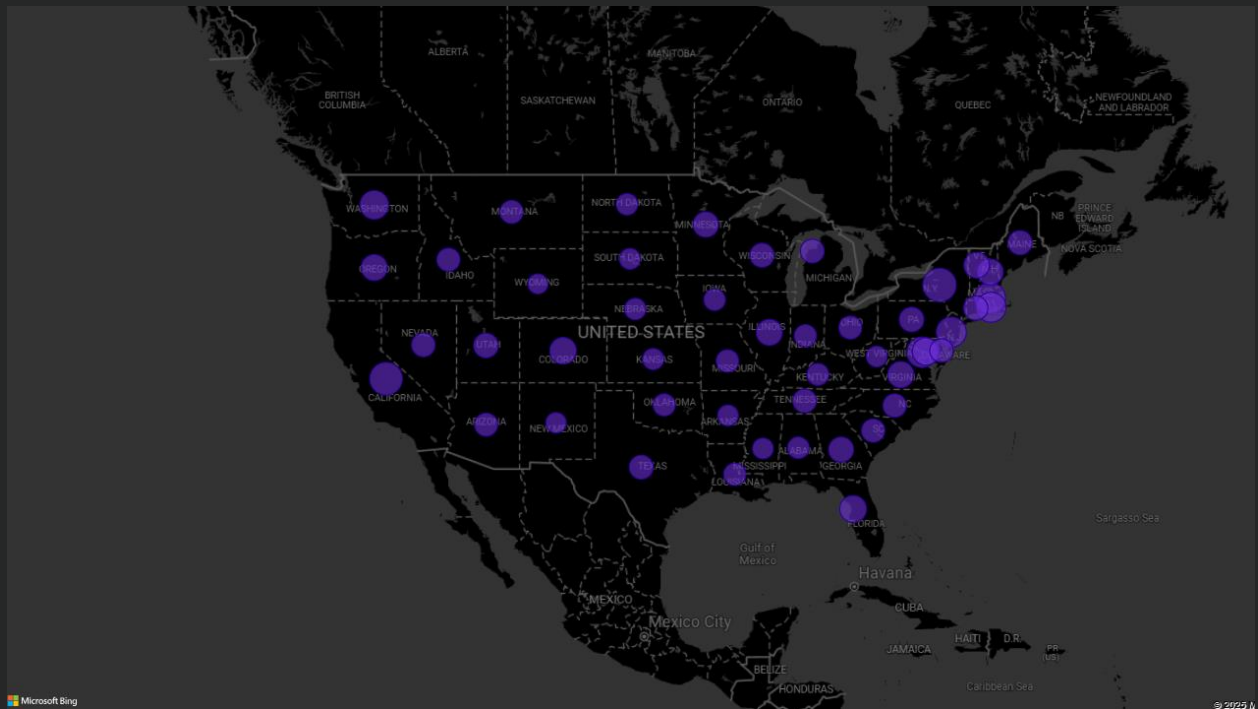 ALBERTA
MANITOBA
BRITISH
COLUMBIA
SASKATCHEWAN
ONTARIO
QUEBEC
NEWFOUNDLAND
AND LABRADOR
WASHINGTON
MONTANA
NORTH DAKOTA
MINNESOTA
NB
PRINCE
EDWARD
ISLAND
NOVA SCOTIA
MAINE
OREGON
IDAHO
SOUTH DAKOTA
WISCONSIN
MICHIGAN
WYOMING
IOWA
N.Y.
NEBRASKA
PA
NEVADA
UNITED STATES
ILLINOIS
OHIO
UTAH
COLORADO
KANSAS
INDIANA
WEST VIRGINIA
MISSOURI
KENTUCKY
VIRGINIA
CALIFORNIA
TENNESSEE
OKLAHOMA
NC
ARIZONA
NEW MEXICO
ARKANSAS
SC
ALABAMA
TEXAS
MISSISSIPPI
GEORGIA
LOUISIANA
FLORIDA
Sargasso Sea
Gulf of
Mexico
Havana
MEXICO
CUBA
Mexico City
HAITI
D.R.
JAMAICA
PR
(US)
BELIZE
HONDURAS
Caribbean Sea
Microsoft Bing
© 2025 M